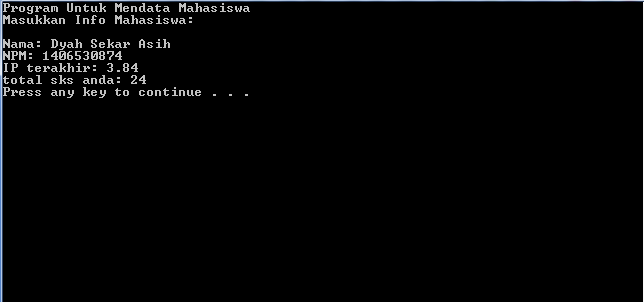 Program Untuk Mendata Mahasiswa
Masukkan Info Mahasiswa:
Nama: Dyah Sekar Asih
NPM: 1406530874
IP terakhir: 3.84
total sks anda: 24
Press any key to continue . . .